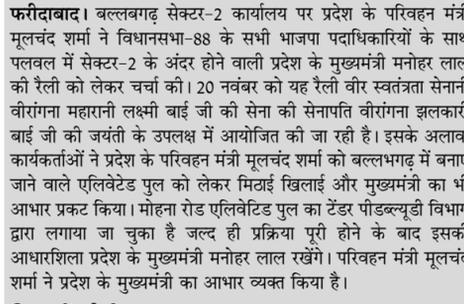 फरीदाबाद। बल्लबगढ़ सेक्टर-2 कार्यालय पर प्रदेश के परिवहन मंत्री
मूलचंद शर्मा ने विधानसभा-88 के सभी भाजपा पदाधिकारियों के साथ
पलवल में सेक्टर-2 के अंदर होने वाली प्रदेश के मुख्यमंत्री मनोहर लाल
की रैली को लेकर चर्चा की। 20 नवंबर को यह रैली वीर स्वतंत्रता सेनानी
वीरांगना महारानी लक्ष्मी बाई जी की सेना की सेनापति वीरांगना झलकारी
बाई जी की जयंती के उपलक्ष में आयोजित की जा रही है। इसके अलावा
कार्यकर्ताओं ने प्रदेश के परिवहन मंत्री मूलचंद शर्मा को बल्लभगढ़ में बनाए
जाने वाले एलिवेटेड पुल को लेकर मिठाई खिलाई और मुख्यमंत्री का भी
आभार प्रकट किया। मोहना रोड एलिवेटिड पुल का टेंडर पीडब्ल्यूडी विभाग
द्वारा लगाया जा चुका है जल्द ही प्रक्रिया पूरी होने के बाद इसकी
आधारशिला प्रदेश के मुख्यमंत्री मनोहर लाल रखेंगे। परिवहन मंत्री मूलचंद
शर्मा ने प्रदेश के मुख्यमंत्री का आभार व्यक्त किया है।